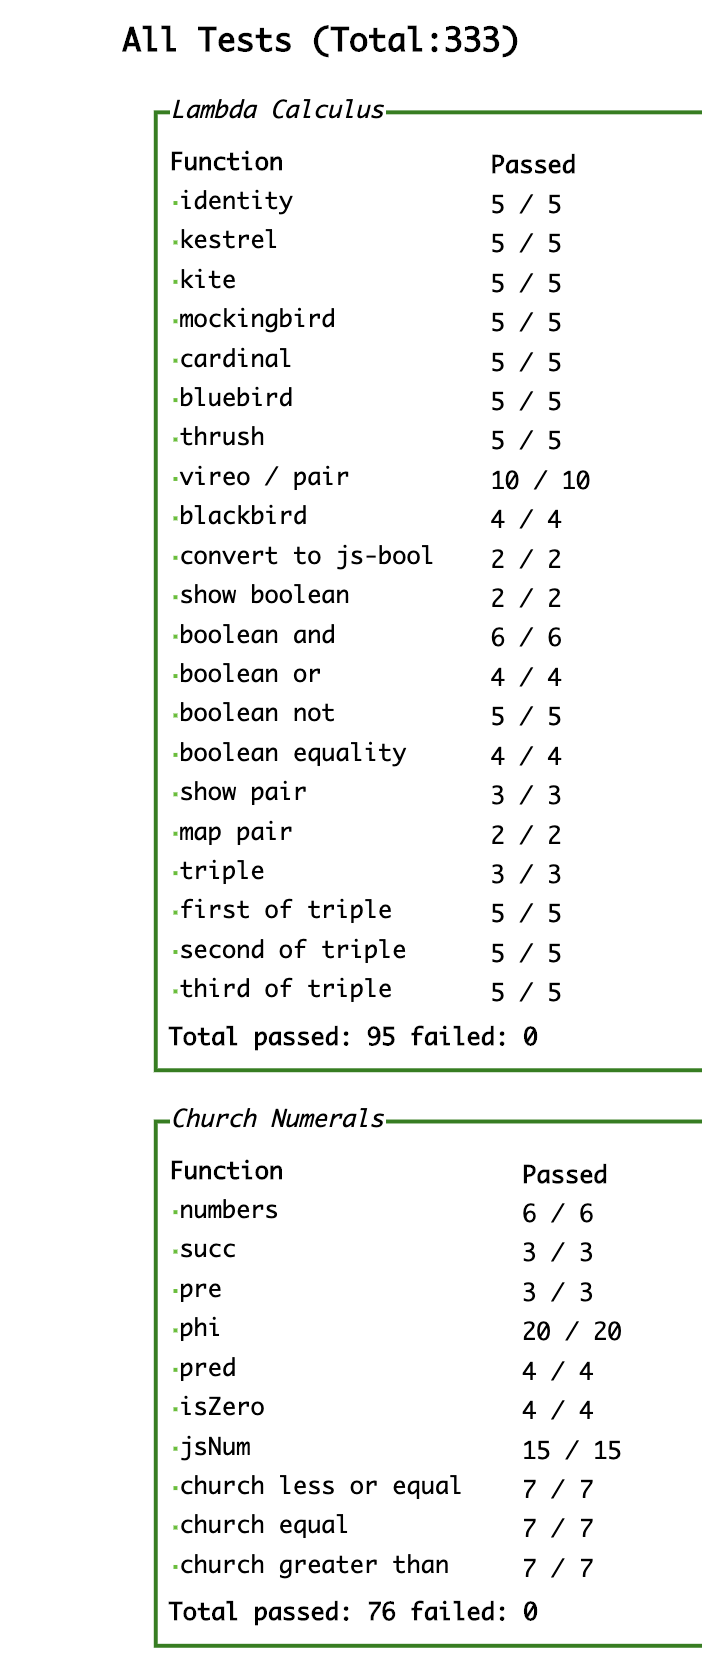 All Tests (Total:333)
Lambda Calculus
Function Passed
·identity 5 / 5
·kestrel 5 / 5
·kite 5 / 5
·mockingbird 5 / 5
·cardinal 5 / 5
·bluebird 5 / 5
·thrush 5 / 5
·vireo / pair 10 / 10
·blackbird 4 / 4
·convert to js-bool 2 / 2
·show boolean 2 / 2
·boolean and 6 / 6
·boolean or 4 / 4
·boolean not 5 / 5
·boolean equality 4 / 4
·show pair 3 / 3
·map pair 2 / 2
·triple 3 / 3
·first of triple 5 / 5
·second of triple 5 / 5
·third of triple 5 / 5
Total passed: 95 failed: 0
Church Numerals
Function Passed
·numbers 6 / 6
·succ 3 / 3
·pre 3 / 3
·phi 20 / 20
·pred 4 / 4
·isZero 4 / 4
·jsNum 15 / 15
·church less or equal 7 / 7
·church equal 7 / 7
·church greater than 7 / 7
Total passed: 76 failed: 0